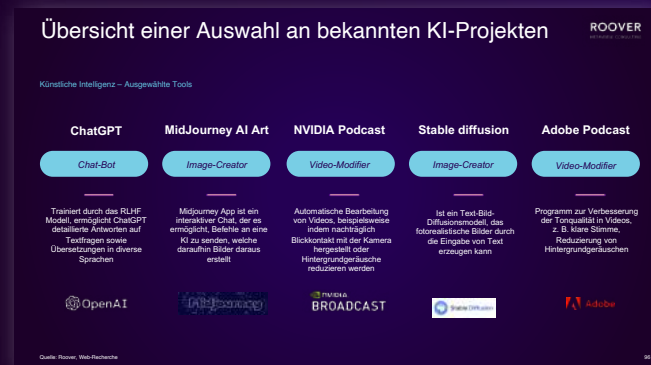 Übersicht einer Auswahl an bekannten KI-Projekten
ROOVER
Künstliche Intelligenz – Ausgewählte Tools
ChatGPT
Chat-Bot
Trainiert durch das RLHF
Modell, ermöglicht ChatGPT
detaillierte Antworten auf
Textfragen sowie
Übersetzungen in diverse
Sprachen
OpenAI
MidJourney AI Art
Image-Creator
Midjourney App ist ein
interaktiver Chat, der es
ermöglicht, Befehle an eine
KI zu senden, welche
daraufhin Bilder daraus
erstellt
Midjourney
NVIDIA Podcast
Video-Modifier
Automatische Bearbeitung
von Videos, beispielsweise
indem nachträglich
Blickkontakt mit der Kamera
hergestellt oder
Hintergrundgeräusche
reduzieren werden
NVIDIA
BROADCAST
Stable diffusion
Image-Creator
Ist ein Text-Bild-
Diffusionsmodell, das
fotorealistische Bilder durch
die Eingabe von Text
erzeugen kann
Stable Diffusion
Adobe Podcast
Video-Modifier
Programm zur Verbesserung
der Tonqualität in Videos,
z. B. klare Stimme,
Reduzierung von
Hintergrundgeräuschen
Adobe
Quelle: Roover, Web-Recherche
96